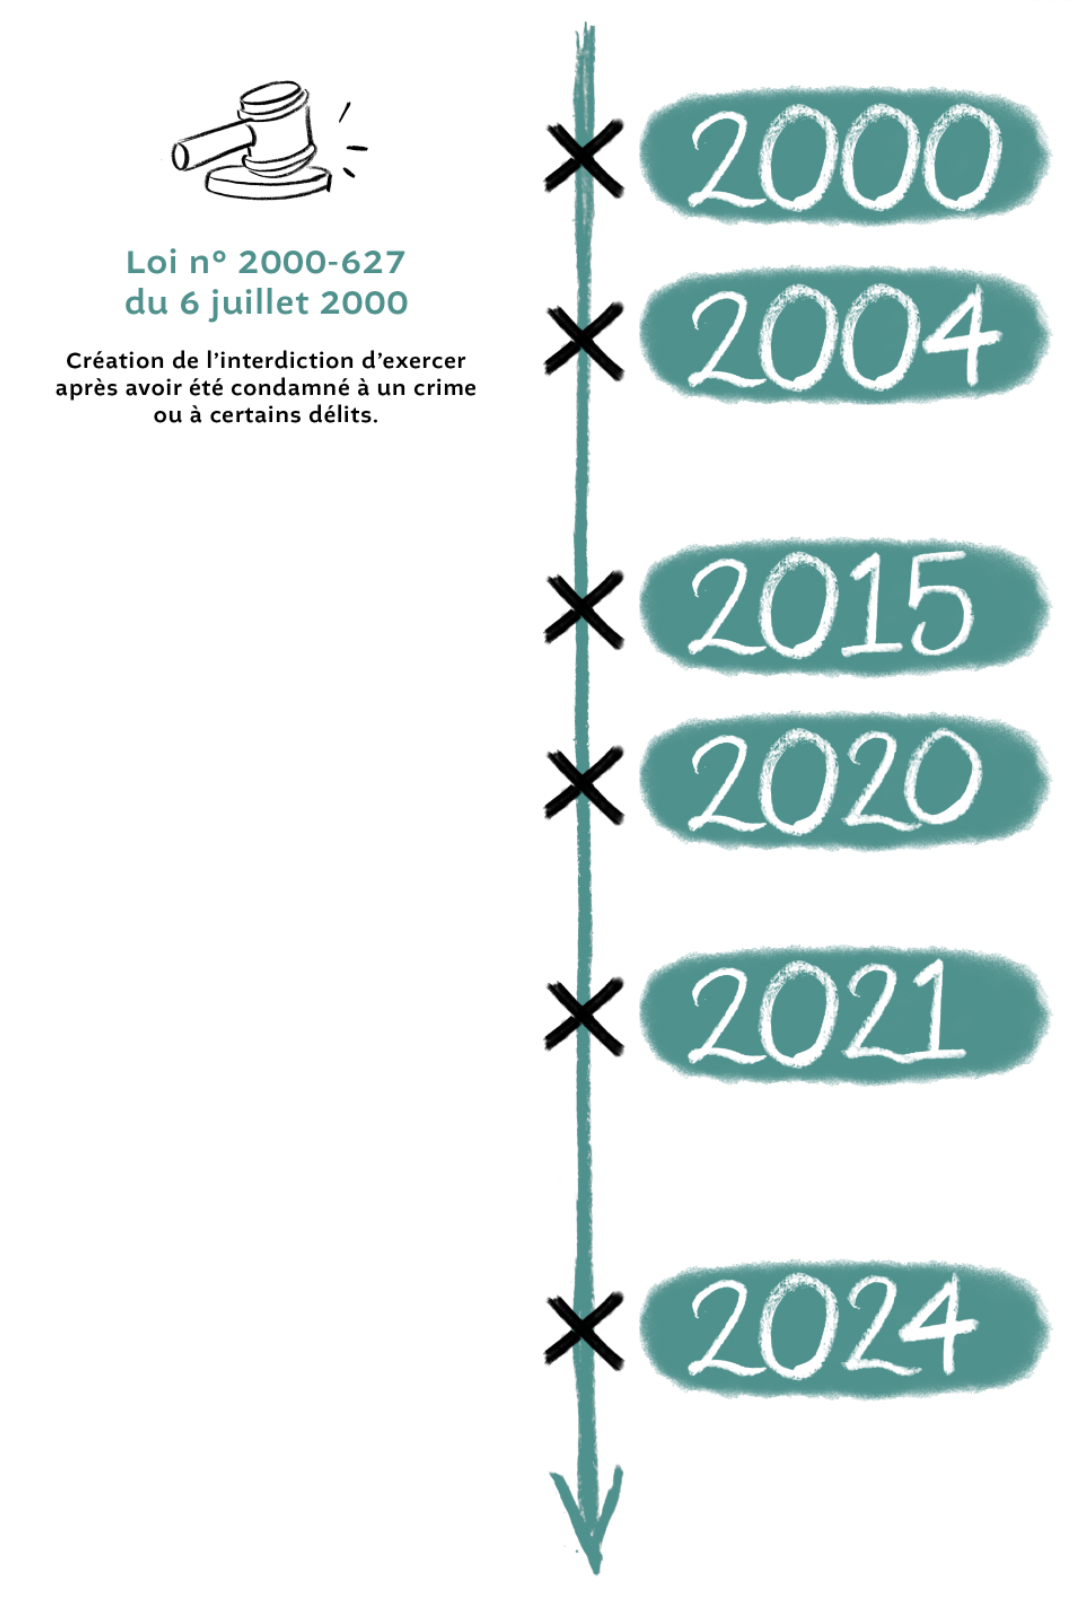 2000
Loi n° 2000-627
du 6 juillet 2000
Création de l’interdiction d’exercer
après avoir été condamné à un crime
ou à certains délits.
2004
2015
2020
2021
2024